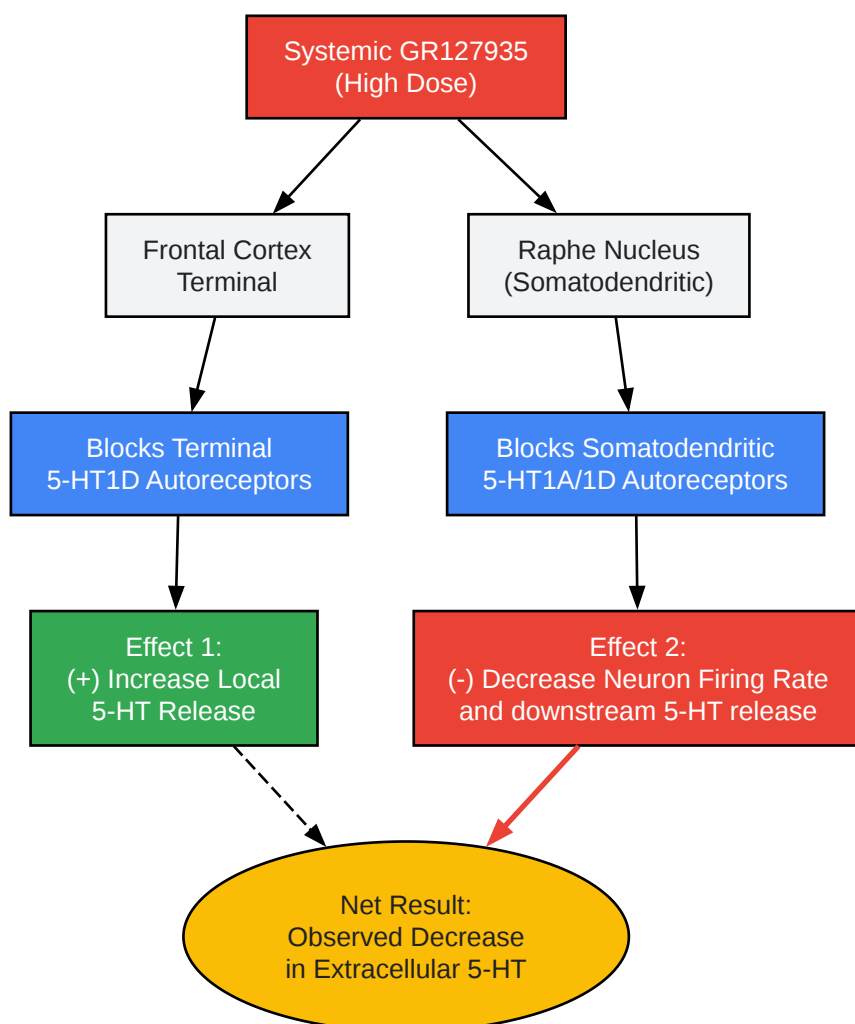 Systemic GR127935
(High Dose)
Frontal Cortex
Terminal
Raphe Nucleus
(Somatodendritic)
Blocks Terminal
5-HT1D Autoreceptors
Blocks Somatodendritic
5-HT1A/1D Autoreceptors
Effect 1:
(+) Increase Local
5-HT Release
Effect 2:
(-) Decrease Neuron Firing Rate
and downstream 5-HT release
Net Result:
Observed Decrease
in Extracellular 5-HT